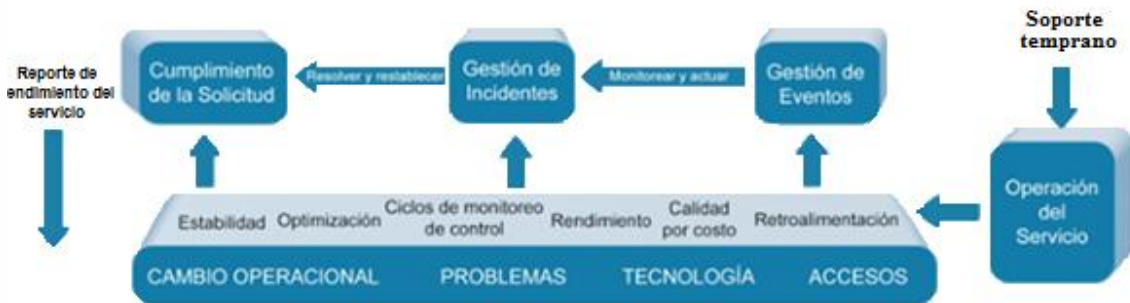 Soporte
temprano
Reporte de
endimiento del
servicio
Cumplimiento
de la Solicitud
Resolver y restablecer
Gestión de
Incidentes
Monitorear y actuar
Gestión de
Eventos
Operación
del
Servicio
Estabilidad
Optimización
Ciclos de monitoreo
de control
Rendimiento
Calidad
por costo
Retroalimentación
CAMBIO OPERACIONAL
PROBLEMAS
TECNOLOGÍA
ACCESOS